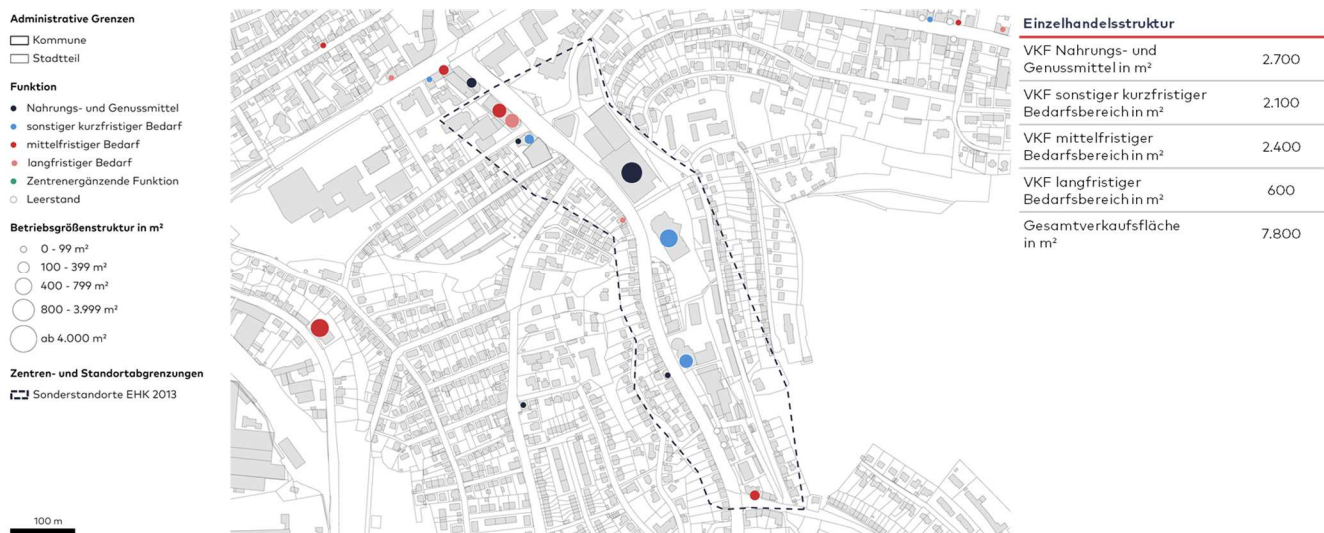 Administrative Grenzen
Kommune
Stadtteil
Funktion
Nahrungs- und Genussmittel
sonstiger kurzfristiger Bedarf
mittelfristiger Bedarf
langfristiger Bedarf
Zentrenergänzende Funktion
Leerstand
Betriebsgrößenstruktur in m²
0 - 99 m²
100 - 399 m²
400 - 799 m²
800 - 3.999 m²
ab 4.000 m²
Zentren- und Standortabgrenzungen
Sonderstandorte EHK 2013
100 m
Einzelhandelsstruktur
VKF Nahrungs- und
Genussmittel in m² 2.700
VKF sonstiger kurzfristiger
Bedarfsbereich in m² 2.100
VKF mittelfristiger
Bedarfsbereich in m² 2.400
VKF langfristiger
Bedarfsbereich in m² 600
Gesamtverkaufsfläche
in m² 7.800